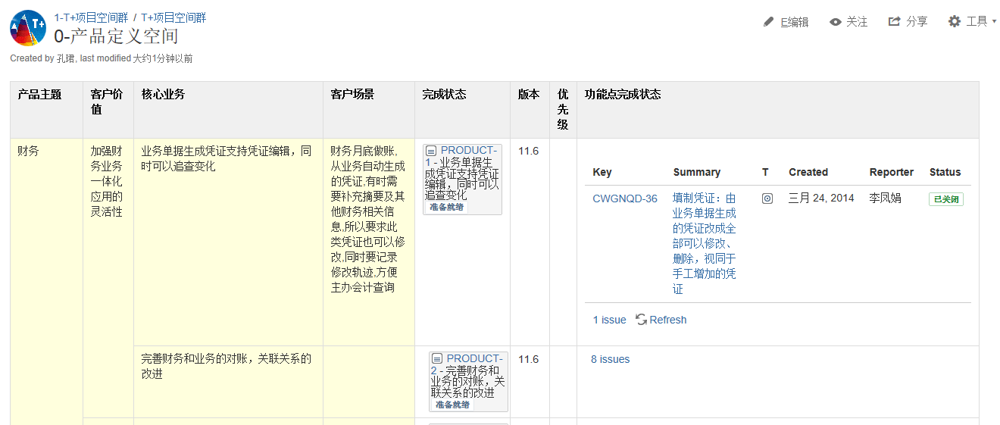 1-T+项目空间群 / T+项目空间群
0-产品定义空间
Created by 孔珺, last modified 大约1分钟以前
E编辑 关注 分享 工具
T+
产品主题 客户价值 核心业务 客户场景 完成状态 版本 优先级 功能点完成状态
财务
加强财
务业务
一体化
应用的
灵活性
业务单据生成凭证支持凭证编辑，同
时可以追查变化
财务月底做账,
从业务自动生成
的凭证,有时需
要补充摘要及其
他财务相关信
息,所以要求此
类凭证也可以修
改,同时要记录
修改轨迹,方便
主办会计查询
PRODUCT-
1 - 业务单据生
成凭证支持凭证
编辑，同时可以
追查变化
准备就绪
11.6
Key Summary T Created Reporter Status
CWGNQD-36
填制凭证：由
业务单据生成
的凭证改成全
部可以修改、
删除，视同于
手工增加的凭
证
三月 24, 2014 李凤娟 已关闭
1 issue Refresh
完善财务和业务的对账，关联关系的
改进
PRODUCT-
2 - 完善财务和
业务的对账，关
联关系的改进
准备就绪
11.6
8 issues